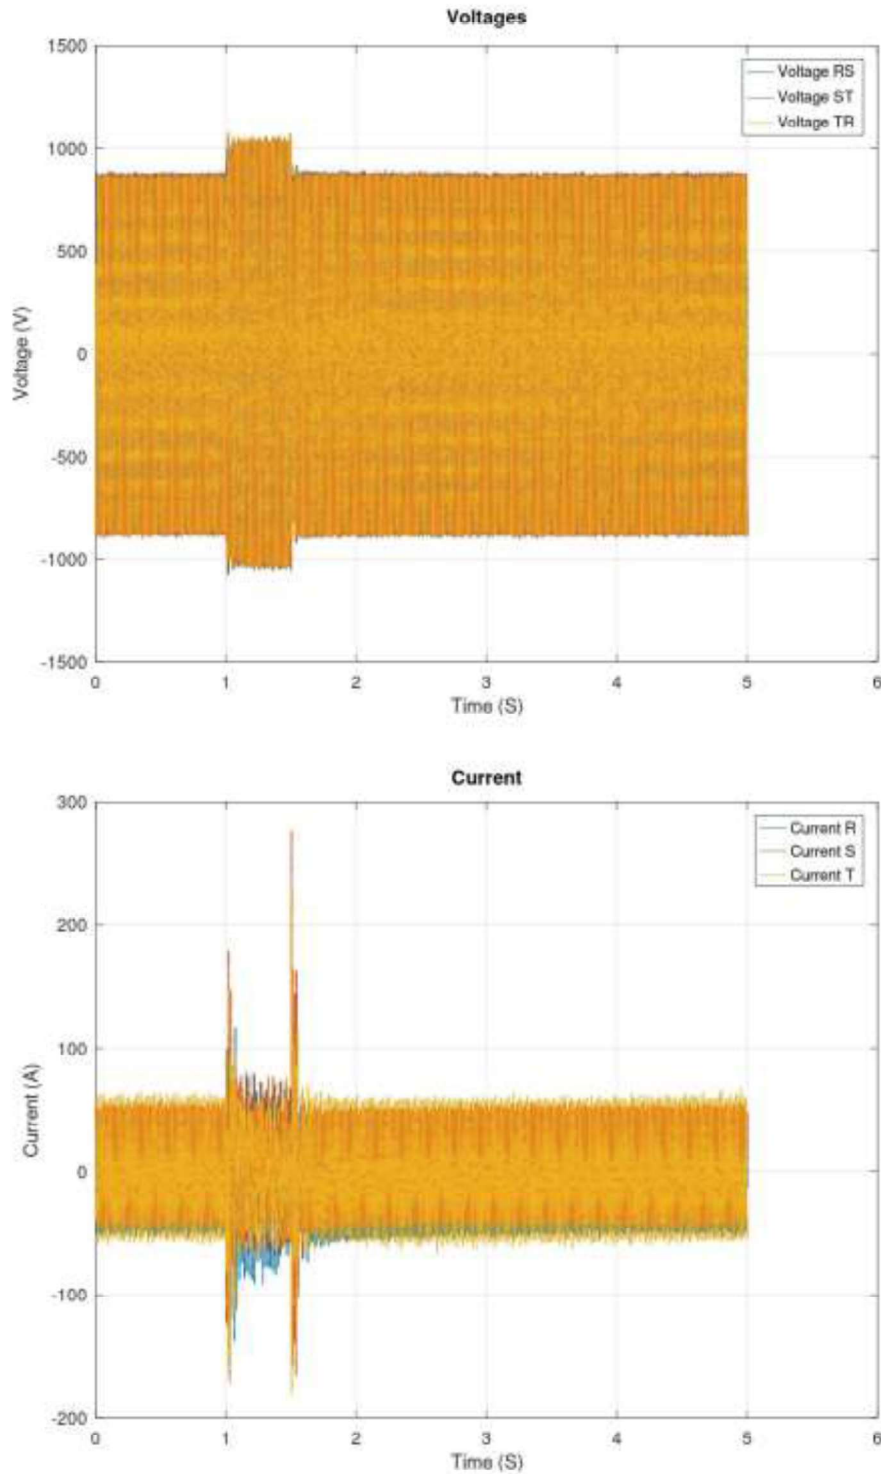 Voltages
1500
1000
500
0
-500
-1000
-1500
Voltage (V)
Voltage RS
Voltage ST
Voltage TR
0 1 2 3 4 5 6
Time (S)
Current
300
200
100
0
-100
-200
Current (A)
Current R
Current S
Current T
0 1 2 3 4 5 6
Time (S)